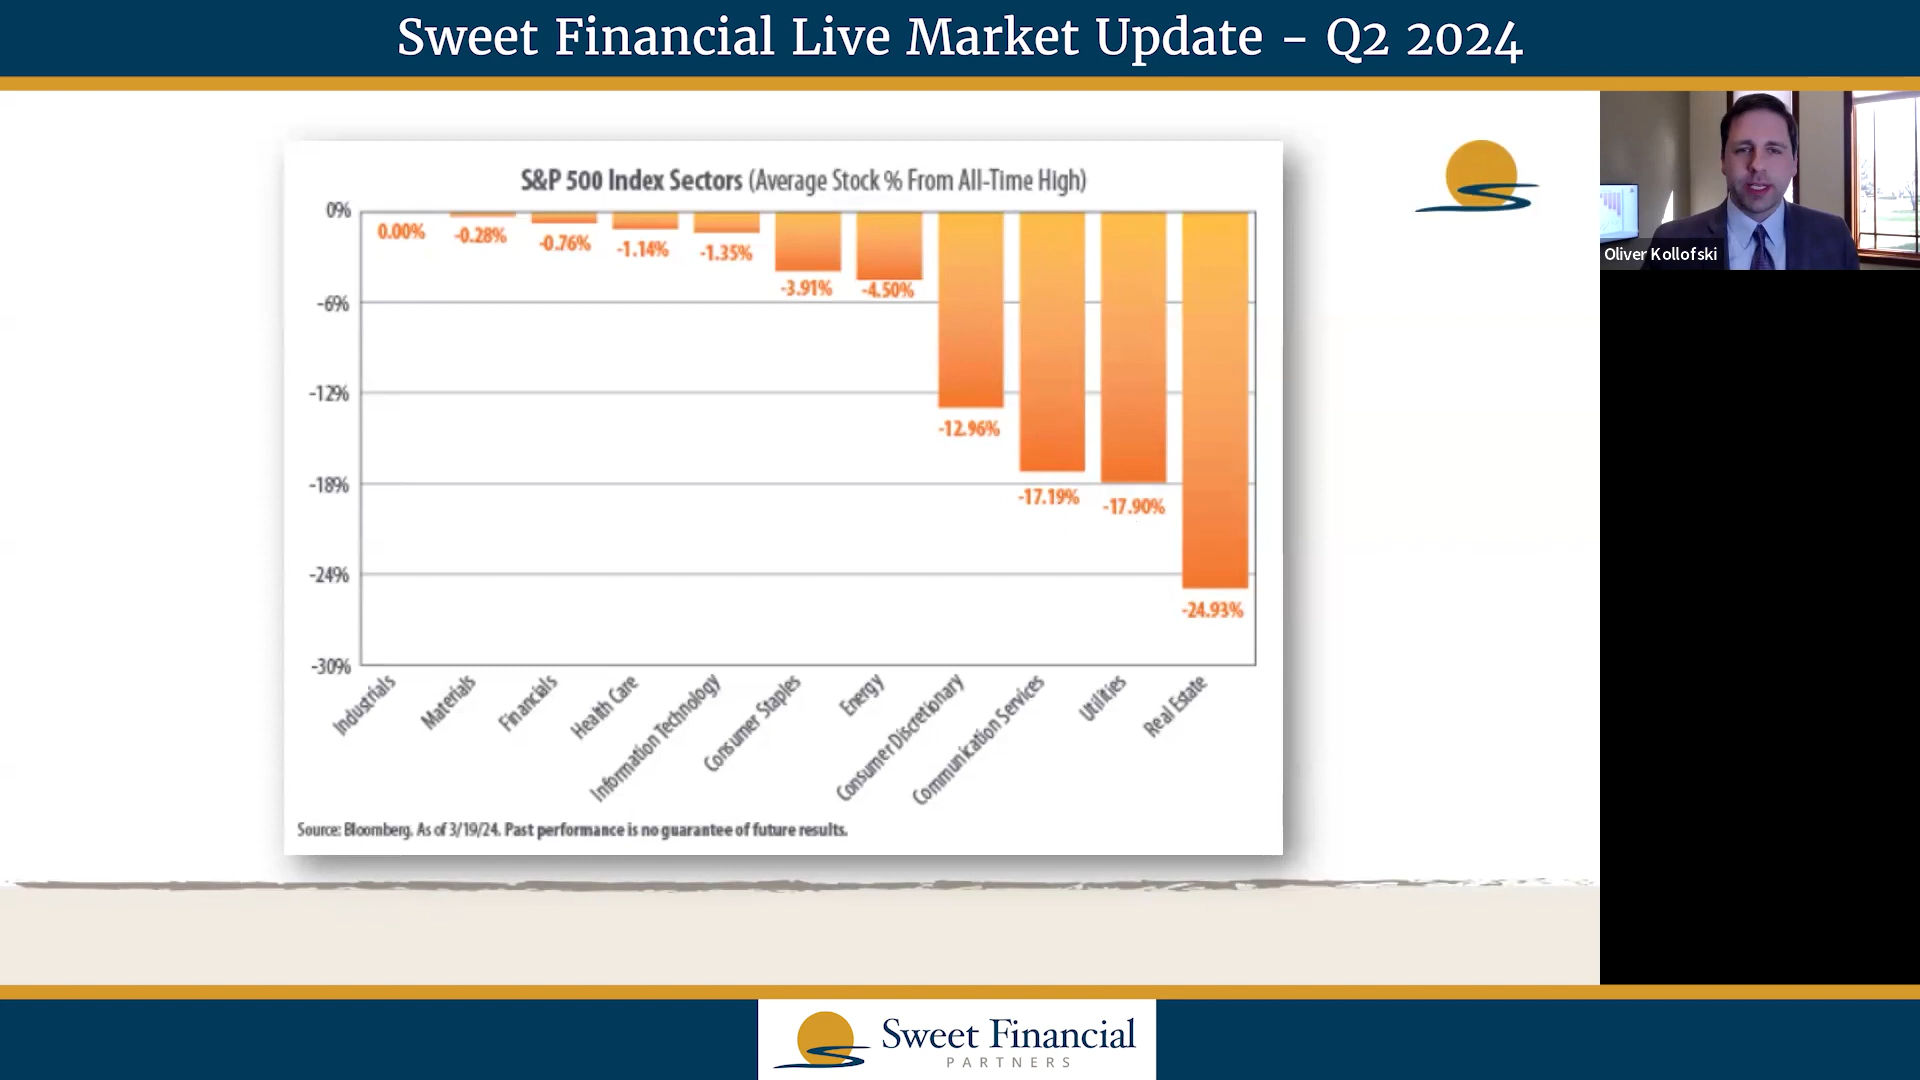 Sweet Financial Live Market Update - Q2 2024
S&P 500 Index Sectors (Average Stock % From All-Time High)
0%
-6%
-12%
-18%
-24%
-30%
0.00%
-0.28%
-0.76%
-1.14%
-1.35%
-3.91%
-4.50%
-12.96%
-17.19%
-17.90%
-24.93%
Industrials
Materials
Financials
Health Care
Information Technology
Consumer Staples
Energy
Consumer Discretionary
Communication Services
Utilities
Real Estate
Source: Bloomberg. As of 3/19/24. Past performance is no guarantee of future results.
Oliver Kollofski
Sweet Financial
PARTNERS